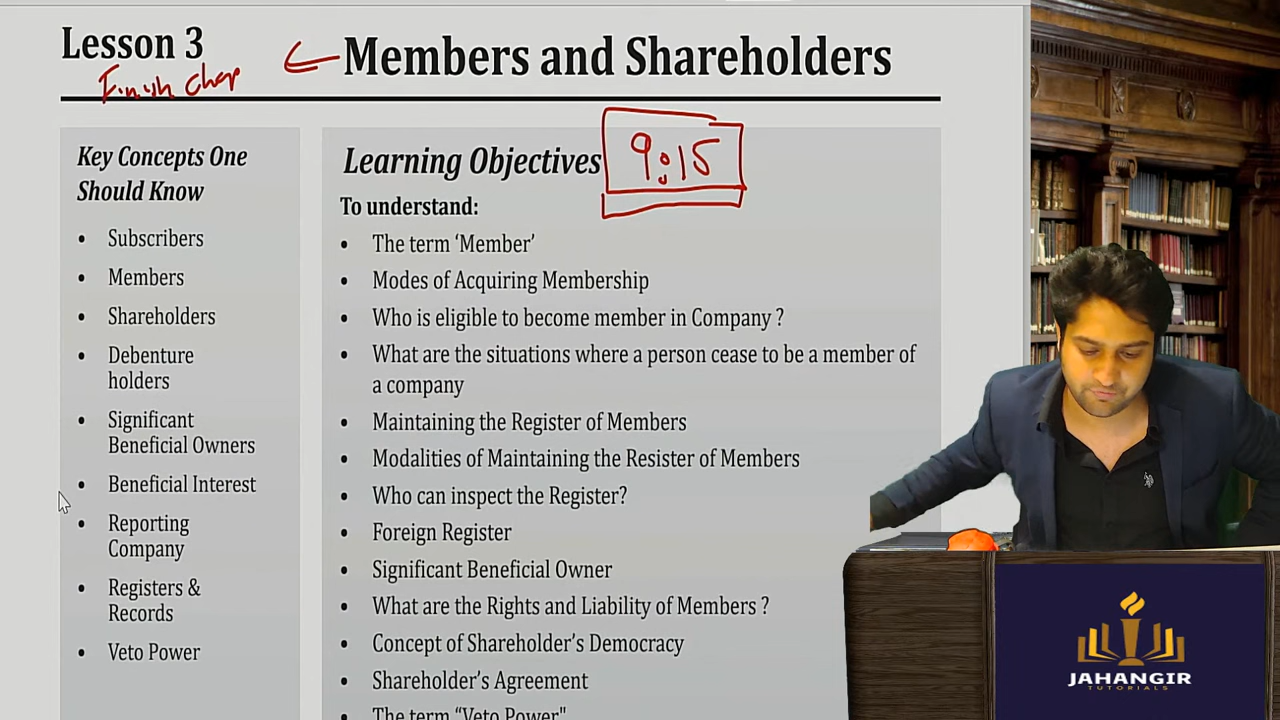 Lesson 3
Finish Chap
Members and Shareholders
Key Concepts One
Should Know
• Subscribers
• Members
• Shareholders
• Debenture
holders
• Significant
Beneficial Owners
• Beneficial Interest
• Reporting
Company
• Registers &
Records
• Veto Power
Learning Objectives
9:15
To understand:
• The term ‘Member’
• Modes of Acquiring Membership
• Who is eligible to become member in Company ?
• What are the situations where a person cease to be a member of
a company
• Maintaining the Register of Members
• Modalities of Maintaining the Resister of Members
• Who can inspect the Register?
• Foreign Register
• Significant Beneficial Owner
• What are the Rights and Liability of Members ?
• Concept of Shareholder’s Democracy
• Shareholder’s Agreement
• The term “Veto Power"
JAHANGIR
TUTORIALS